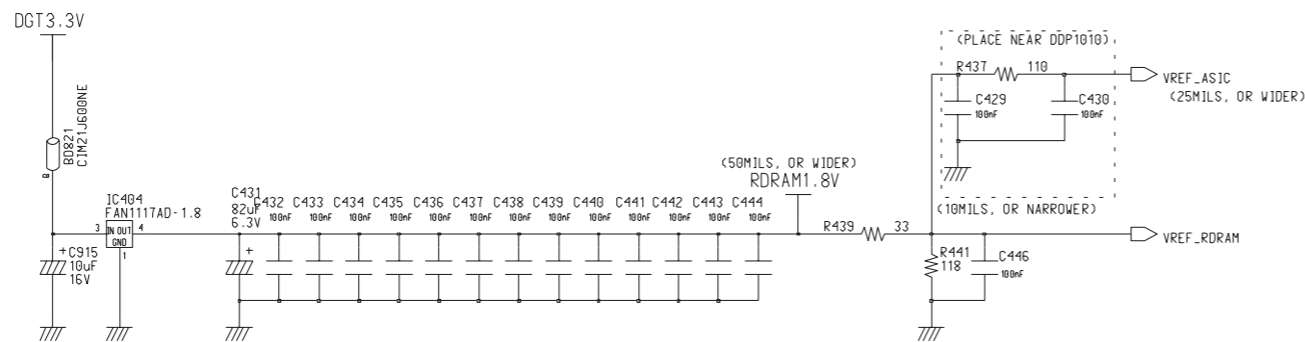 DGT3.3V
(PLACE NEAR DDP1010)
R437 110
VREF_ASIC
(25MILS, OR WIDER)
C429
100nF
C430
100nF
BD821
CIM21J600NE
(50MILS, OR WIDER)
RDRAM1.8V
IC404
FAN1117AD-1.8
3 IN OUT 4
GND
1
C431
82uF
6.3V
C432 C433 C434 C435 C436 C437 C438 C439 C440 C441 C442 C443 C444
100nF 100nF 100nF 100nF 100nF 100nF 100nF 100nF 100nF 100nF 100nF 100nF 100nF
(10MILS, OR NARROWER)
R439 33
VREF_RDRAM
+
C915
10uF
16V
+
R441
118
C446
100nF